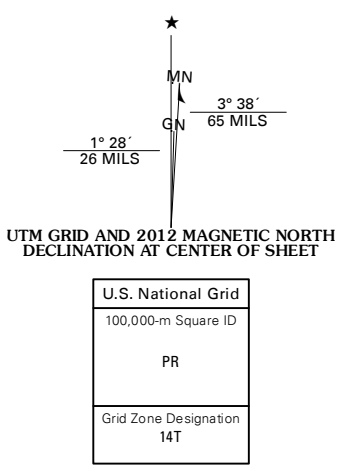 ★
MN
3° 38´
65 MILS
GN
1° 28´
26 MILS
UTM GRID AND 2012 MAGNETIC NORTH
DECLINATION AT CENTER OF SHEET
U.S. National Grid
100,000-m Square ID
PR
Grid Zone Designation
14T